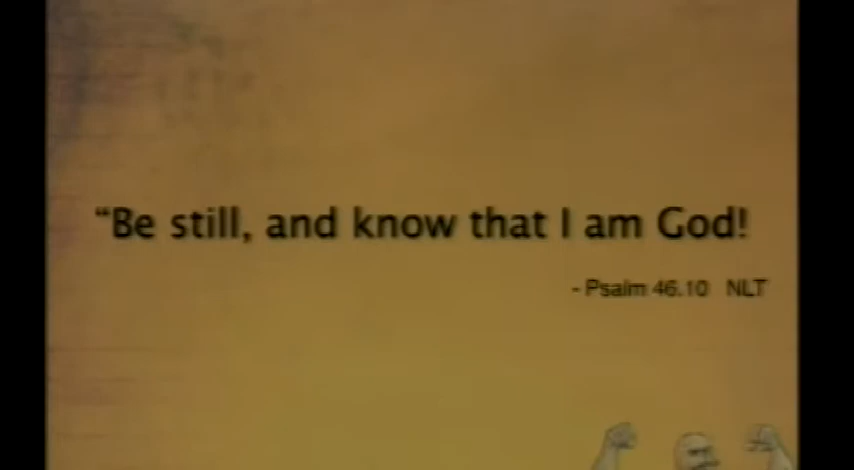 “Be still, and know that I am God!
- Psalm 46.10 NLT